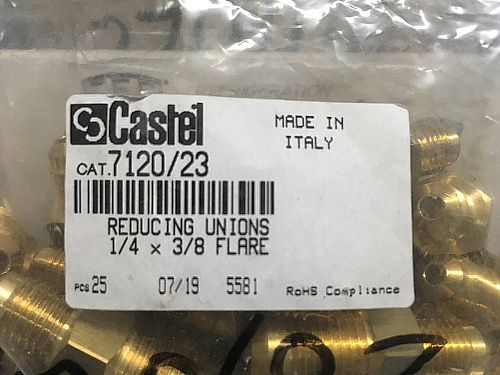 Castel
MADE IN
ITALY
CAT.7120/23
REDUCING UNIONS
1/4 x 3/8 FLARE
PCS 25 07/19 5581 RoHS Compliance